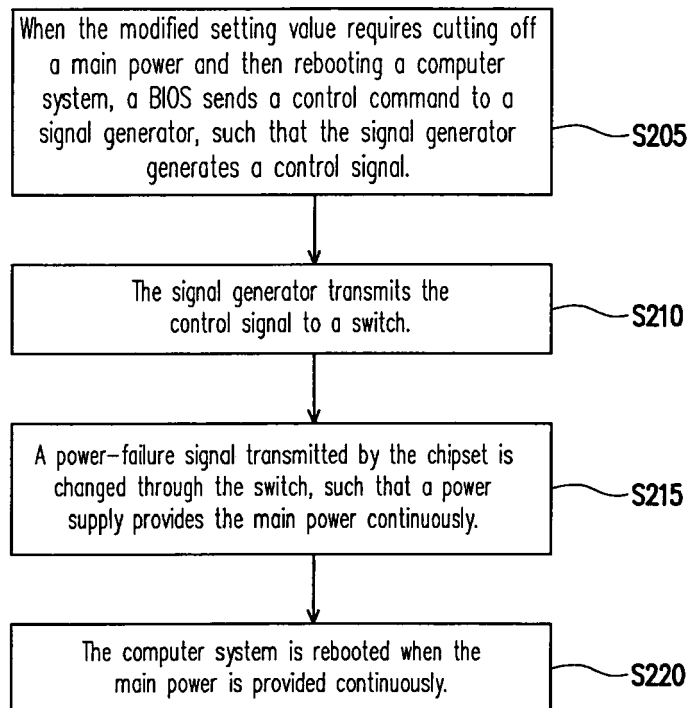 When the modified setting value requires cutting off
a main power and then rebooting a computer
system, a BIOS sends a control command to a
signal generator, such that the signal generator
generates a control signal.
S205
The signal generator transmits the
control signal to a switch.
S210
A power-failure signal transmitted by the chipset is
changed through the switch, such that a power
supply provides the main power continuously.
S215
The computer system is rebooted when the
main power is provided continuously.
S220